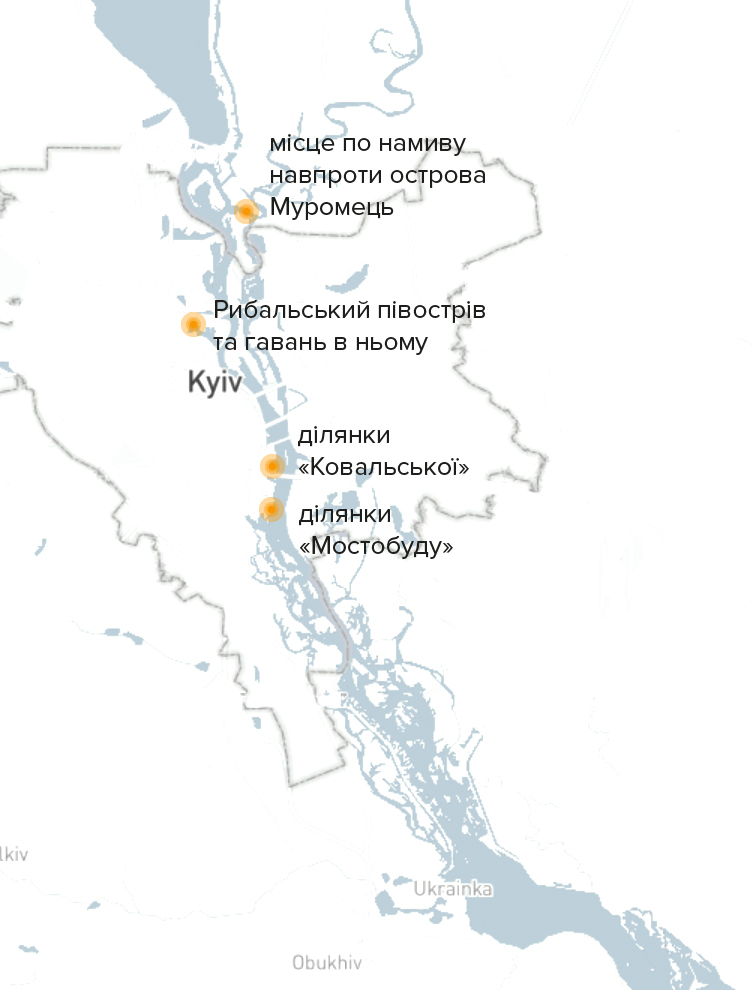 місце по намиву
навпроти острова
Муромець
Рибальський півострів
та гавань в ньому
Kyiv
ділянки
«Ковальської»
ділянки
«Мостобуду»
lkiv
Ukrainka
Obukhiv